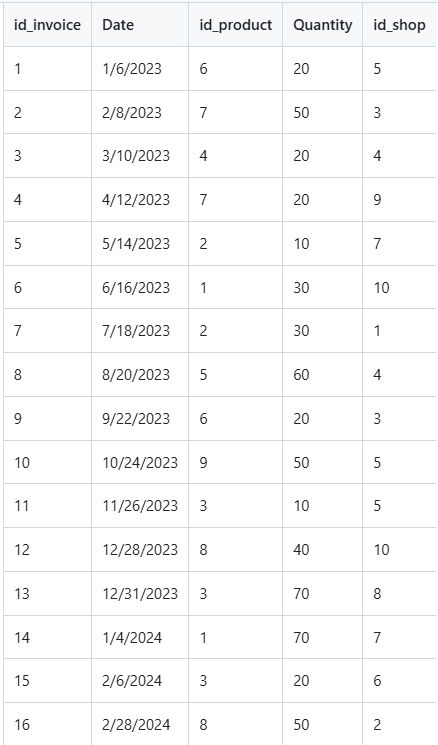 id_invoice Date id_product Quantity id_shop
1 1/6/2023 6 20 5
2 2/8/2023 7 50 3
3 3/10/2023 4 20 4
4 4/12/2023 7 20 9
5 5/14/2023 2 10 7
6 6/16/2023 1 30 10
7 7/18/2023 2 30 1
8 8/20/2023 5 60 4
9 9/22/2023 6 20 3
10 10/24/2023 9 50 5
11 11/26/2023 3 10 5
12 12/28/2023 8 40 10
13 12/31/2023 3 70 8
14 1/4/2024 1 70 7
15 2/6/2024 3 20 6
16 2/28/2024 8 50 2